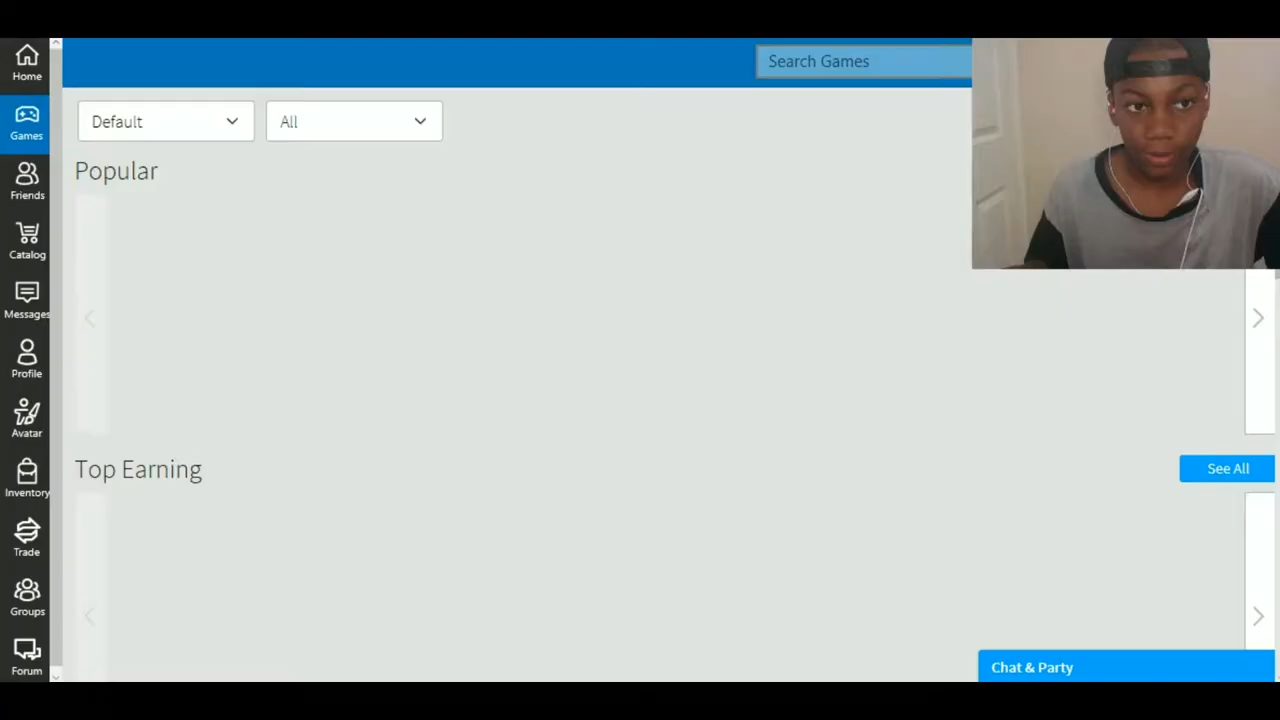 Home
Games
Friends
Catalog
Messages
Profile
Avatar
Inventory
Trade
Groups
Forum
Search Games
Default
All
Popular
Top Earning
See All
Chat & Party